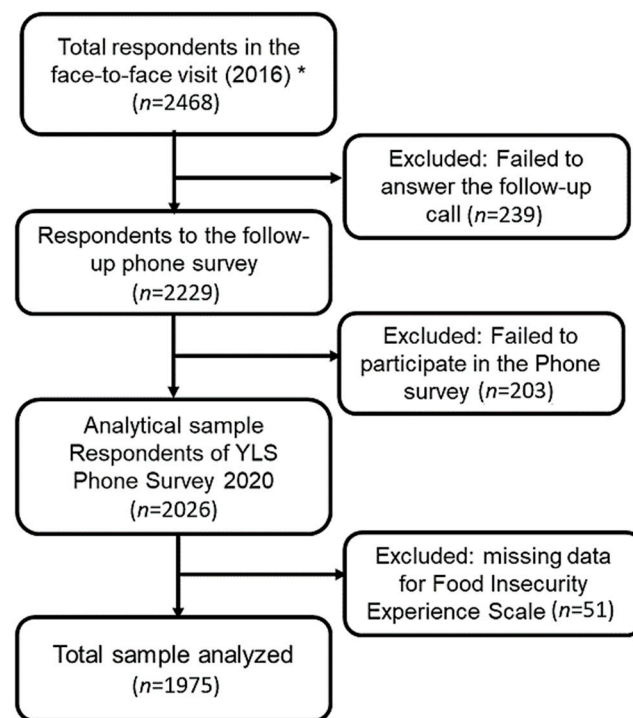 Total respondents in the
face-to-face visit (2016) *
(n=2468)
Excluded: Failed to
answer the follow-up
call (n=239)
Respondents to the follow-
up phone survey
(n=2229)
Excluded: Failed to
participate in the Phone
survey (n=203)
Analytical sample
Respondents of YLS
Phone Survey 2020
(n=2026)
Excluded: missing data
for Food Insecurity
Experience Scale (n=51)
Total sample analyzed
(n=1975)